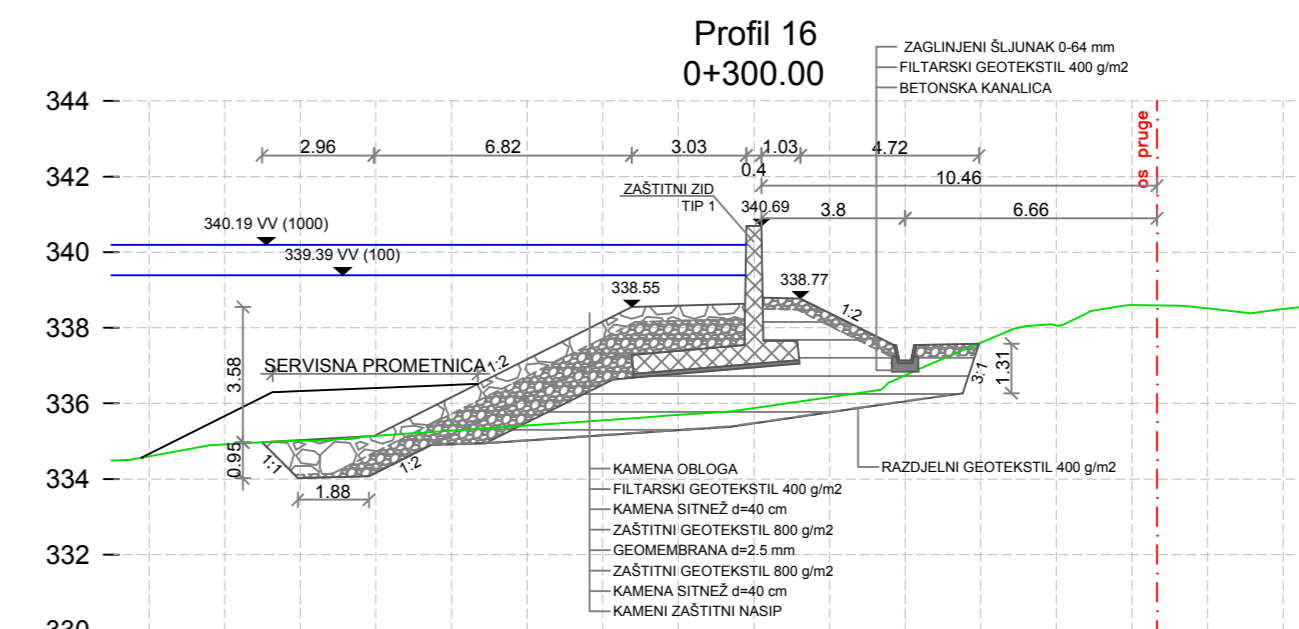 Profil 16
0+300.00
ZAGLINJENI ŠLJUNAK 0-64 mm
FILTARSKI GEOTEKSTIL 400 g/m2
BETONSKA KANALICA
344
342
340
338
336
334
332
330
2.96
6.82
3.03
0.4
1.03
4.72
10.46
3.8
6.66
os pruge
ZAŠTITNI ZID
TIP 1
340.69
340.19 VV (1000)
339.39 VV (100)
338.55
338.77
1:2
3.58
SERVISNA PROMETNICA
1:2
3:1
1.31
0.95
1:1
1:2
1.88
KAMENA OBLOGA
FILTARSKI GEOTEKSTIL 400 g/m2
KAMENA SITNEŽ d=40 cm
ZAŠTITNI GEOTEKSTIL 800 g/m2
GEOMEMBRANA d=2.5 mm
ZAŠTITNI GEOTEKSTIL 800 g/m2
KAMENA SITNEŽ d=40 cm
KAMENI ZAŠTITNI NASIP
RAZDJELNI GEOTEKSTIL 400 g/m2